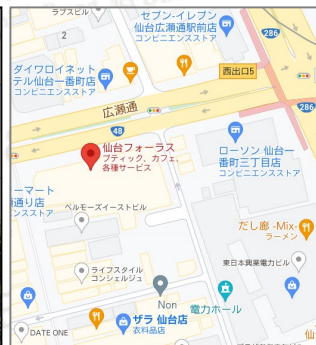 ラプスビル
セブン-イレブン
仙台広瀬通駅前店
コンビニエンスストア
2
286
ダイワロイネット
テル仙台一番町店
コンビニエンスストア
西出口5
広瀬通
286
48
仙台フォーラス
ブティック、カフェ、
各種サービス
ローソン 仙台一
番町三丁目店
コンビニエンスストア
ーマート
通り店
ンスストア
ベルモーズイーストビル
だし廊 -Mix-
ラーメン
東日本興業電力ビル
ライフスタイル
コンシェルジュ
Non
電力ホール
ザラ 仙台店
衣料品店
DATE ONE
仙